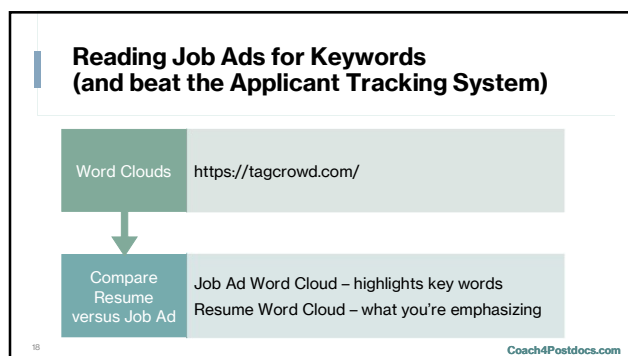 Reading Job Ads for Keywords
(and beat the Applicant Tracking System)
Word Clouds
https://tagcrowd.com/
Compare
Resume
versus Job Ad
Job Ad Word Cloud – highlights key words
Resume Word Cloud – what you're emphasizing
18
Coach4Postdocs.com